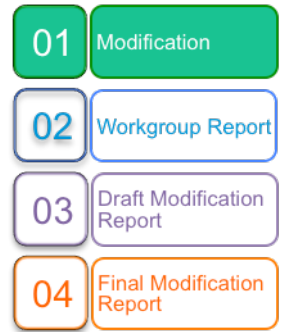 01 Modification
02 Workgroup Report
03 Draft Modification
Report
04 Final Modification
Report